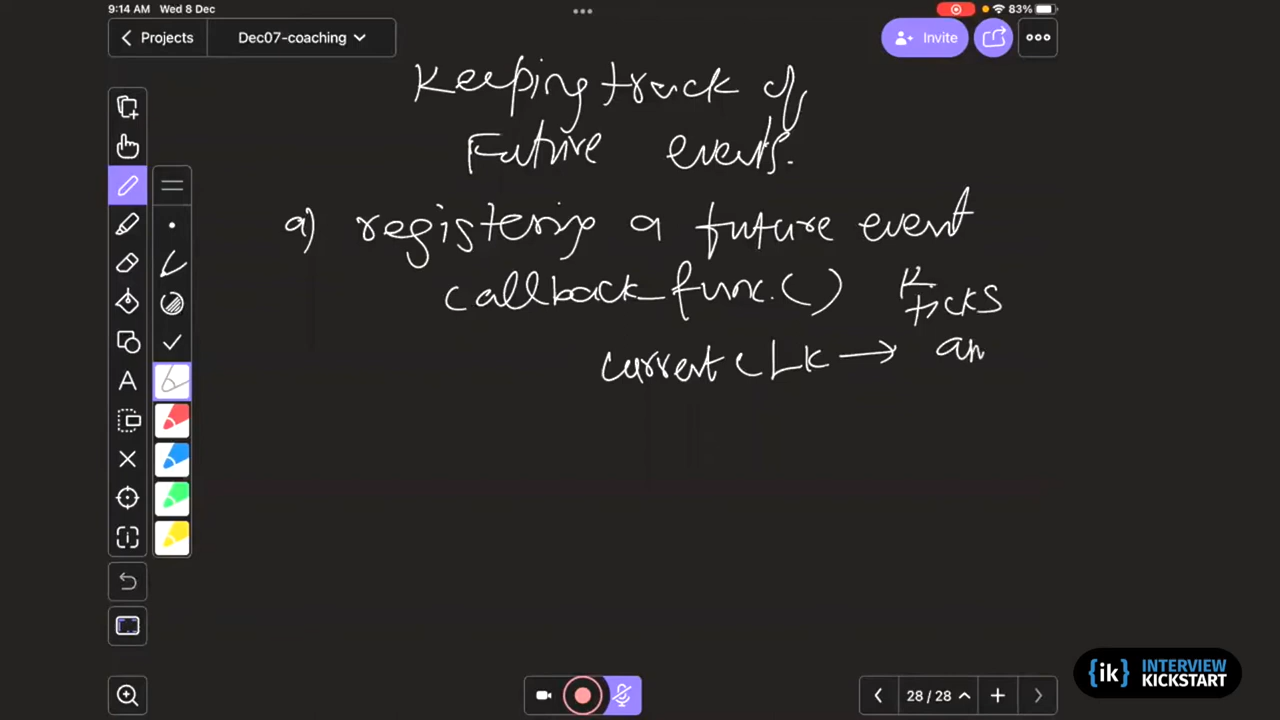 9:14 AM Wed 8 Dec
83%
Projects
Dec07-coaching
Invite
Keeping track of
Future events.
a) registering a future event
callback_func.() K
ticks
current CLK → an
A
28 / 28
{ik} INTERVIEW
KICKSTART